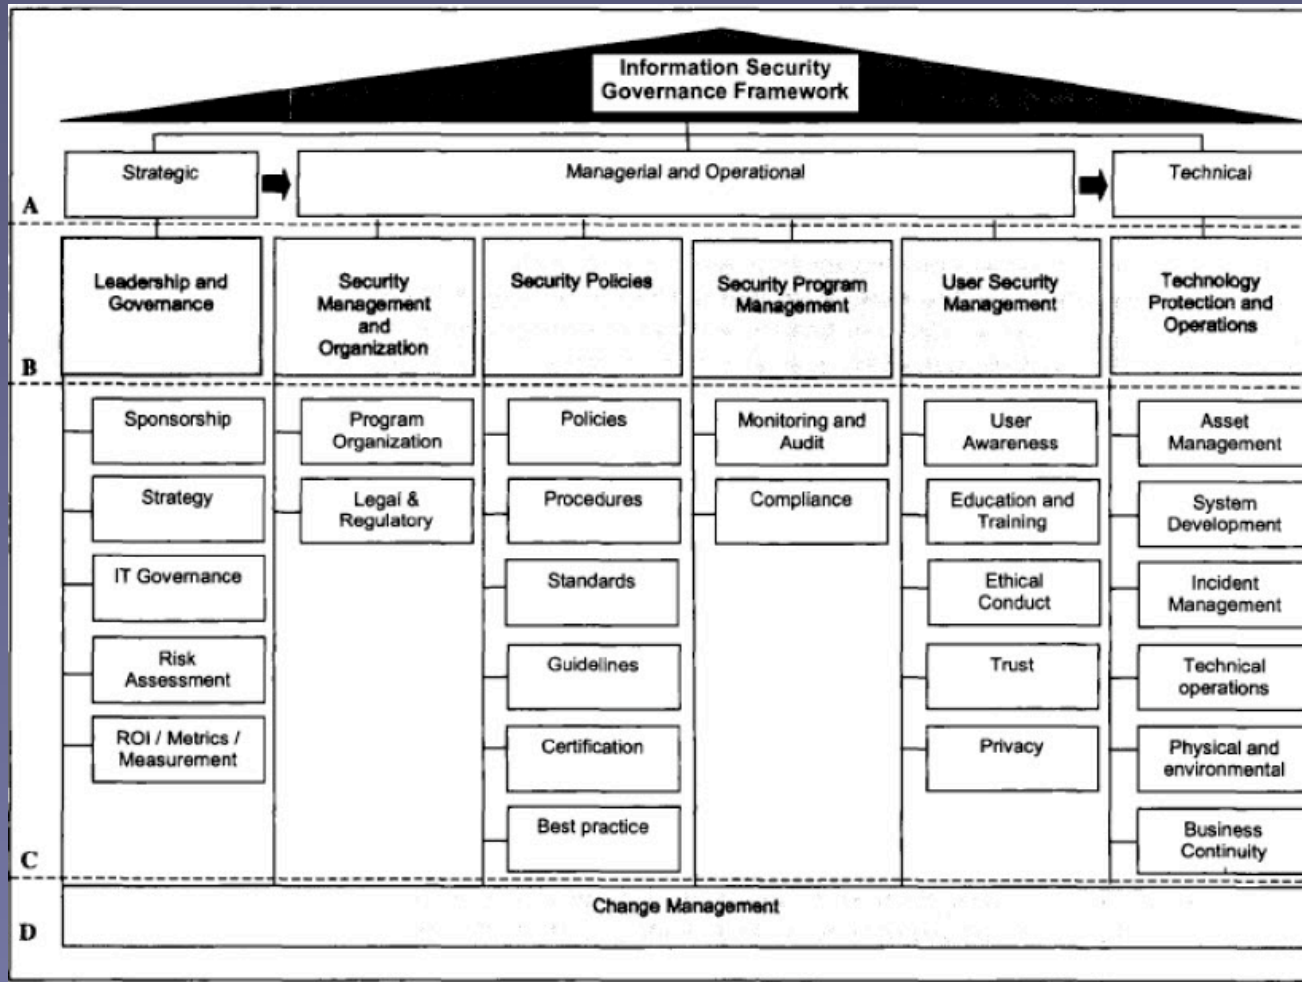 Information Security
Governance Framework
Strategic
Managerial and Operational
Technical
A
Leadership and
Governance
Security
Management
and
Organization
Security Policies
Security Program
Management
User Security
Management
Technology
Protection and
Operations
B
Sponsorship
Strategy
IT Governance
Risk
Assessment
ROI / Metrics /
Measurement
Program
Organization
Legal &
Regulatory
Policies
Procedures
Standards
Guidelines
Certification
Best practice
Monitoring and
Audit
Compliance
User
Awareness
Education and
Training
Ethical
Conduct
Trust
Privacy
Asset
Management
System
Development
Incident
Management
Technical
operations
Physical and
environmental
Business
Continuity
C
Change Management
D